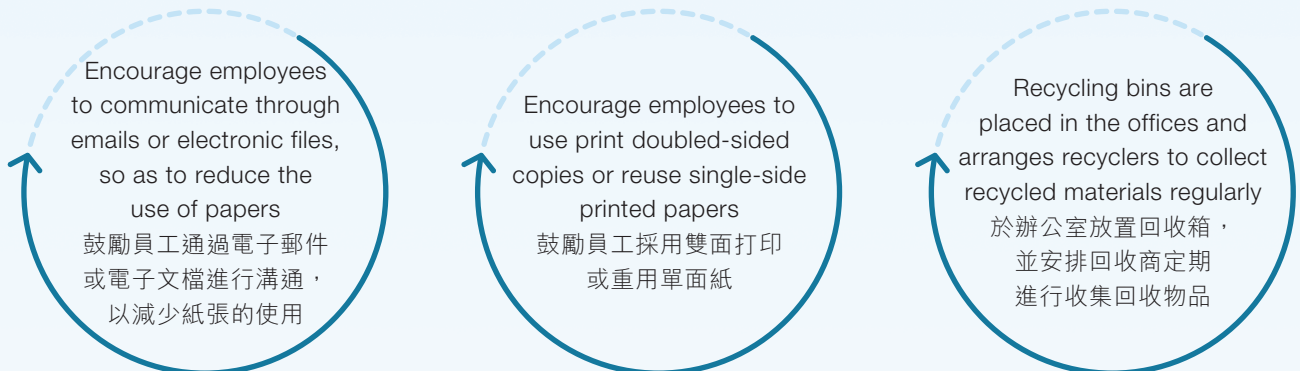 Encourage employees
to communicate through
emails or electronic files,
so as to reduce the
use of papers
鼓勵員工通過電子郵件
或電子文檔進行溝通，
以減少紙張的使用
Encourage employees to
use print doubled-sided
copies or reuse single-side
printed papers
鼓勵員工採用雙面打印
或重用單面紙
Recycling bins are
placed in the offices and
arranges recyclers to collect
recycled materials regularly
於辦公室放置回收箱，
並安排回收商定期
進行收集回收物品